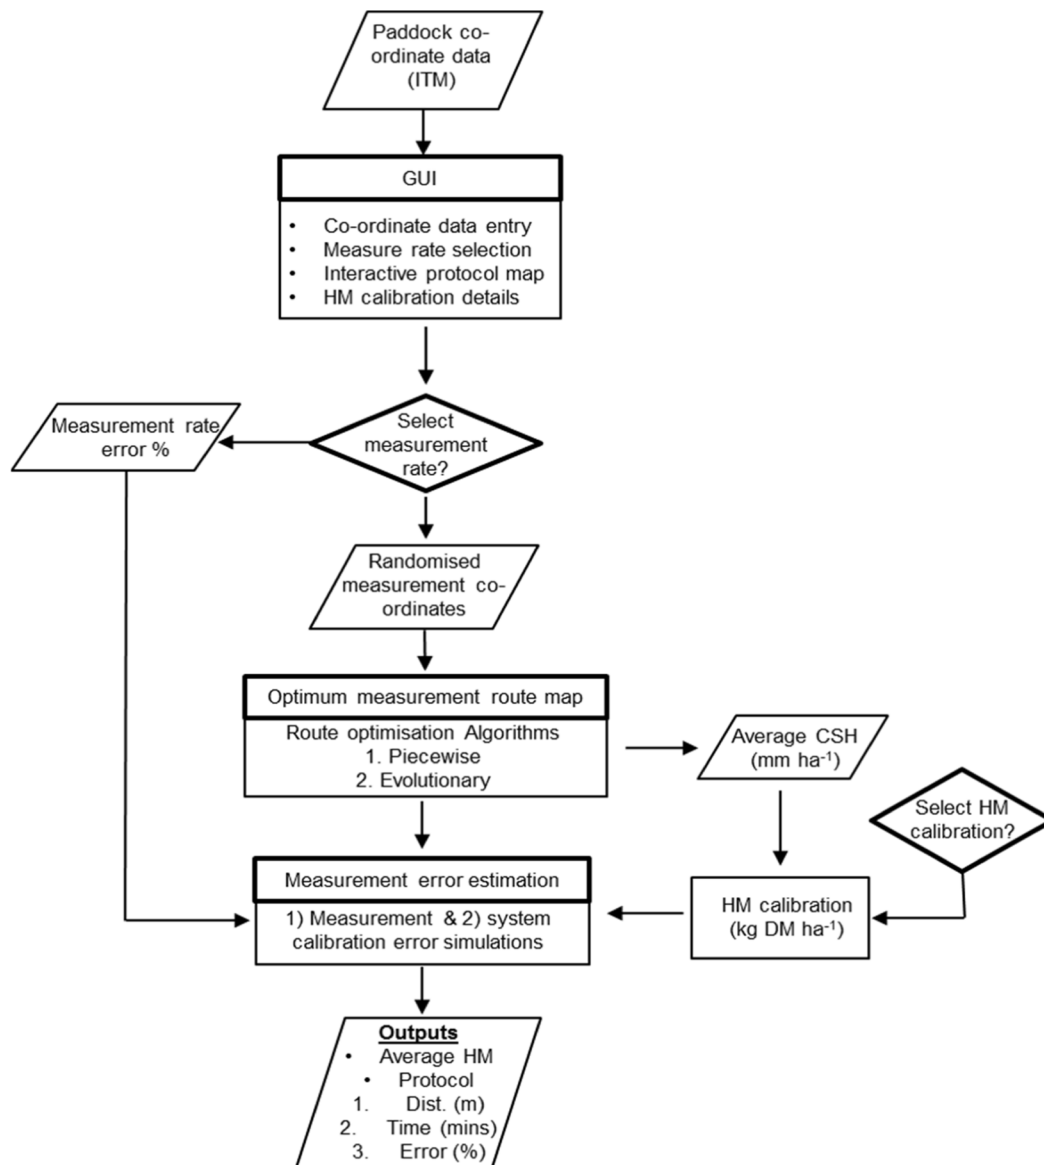 Paddock co-
ordinate data
(ITM)
GUI
• Co-ordinate data entry
• Measure rate selection
• Interactive protocol map
• HM calibration details
Select
measurement
rate?
Measurement rate
error %
Randomised
measurement co-
ordinates
Optimum measurement route map
Route optimisation Algorithms
1. Piecewise
2. Evolutionary
Average CSH
(mm ha⁻¹)
Select HM
calibration?
HM calibration
(kg DM ha⁻¹)
Measurement error estimation
1) Measurement & 2) system
calibration error simulations
Outputs
• Average HM
• Protocol
1. Dist. (m)
2. Time (mins)
3. Error (%)